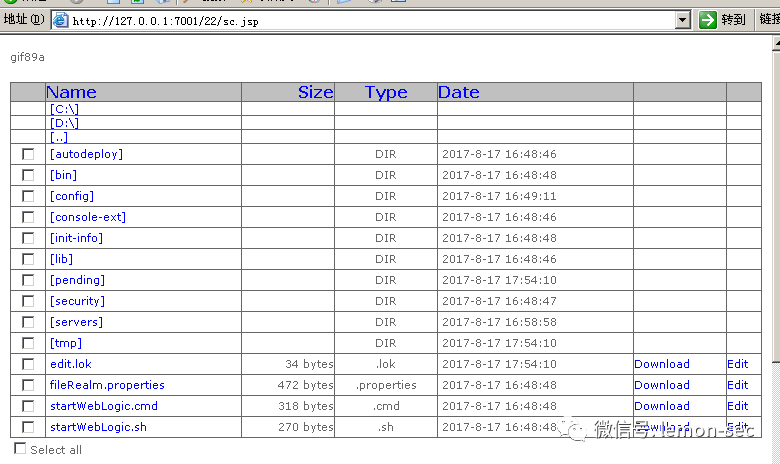 地址(D) http://127.0.0.1:7001/22/sc.jsp 转到 链接
gif89a
Name Size Type Date
[C:\]
[D:\]
[..]
[autodeploy] DIR 2017-8-17 16:48:46
[bin] DIR 2017-8-17 16:48:48
[config] DIR 2017-8-17 16:49:11
[console-ext] DIR 2017-8-17 16:48:46
[init-info] DIR 2017-8-17 16:48:48
[lib] DIR 2017-8-17 16:48:46
[pending] DIR 2017-8-17 17:54:10
[security] DIR 2017-8-17 16:48:47
[servers] DIR 2017-8-17 16:58:58
[tmp] DIR 2017-8-17 17:54:10
edit.lok 34 bytes .lok 2017-8-17 17:54:10 Download Edit
fileRealm.properties 472 bytes .properties 2017-8-17 16:48:48 Download Edit
startWebLogic.cmd 318 bytes .cmd 2017-8-17 16:48:48 Download Edit
startWebLogic.sh 270 bytes .sh 2017-8-17 16:48:48 Download Edit
微信号: lemon-sec
Select all